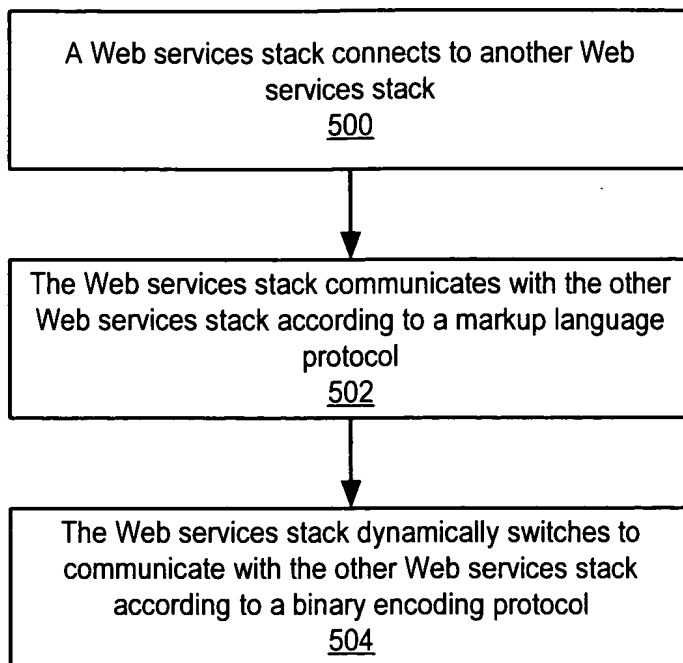 A Web services stack connects to another Web
services stack
500
The Web services stack communicates with the other
Web services stack according to a markup language
protocol
502
The Web services stack dynamically switches to
communicate with the other Web services stack
according to a binary encoding protocol
504